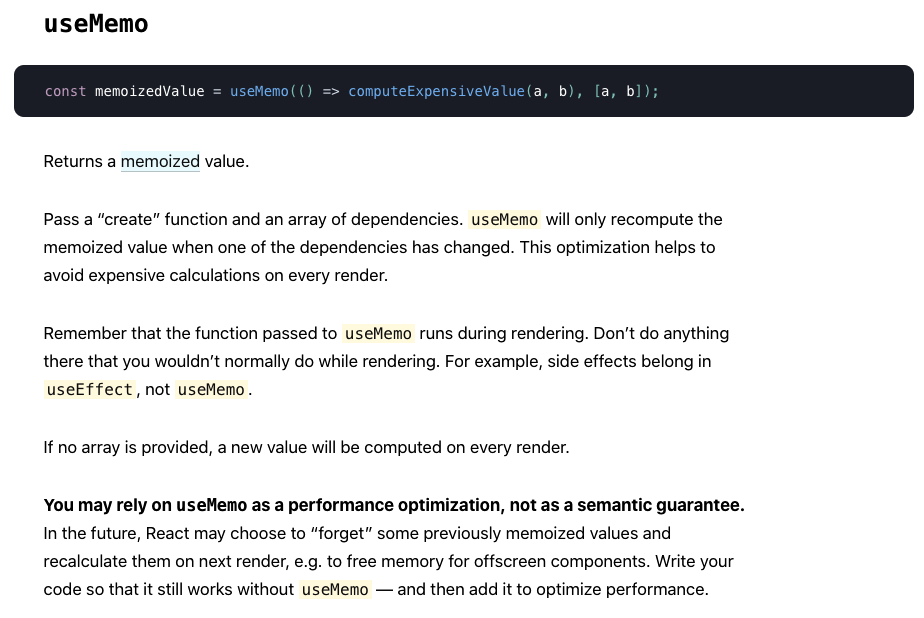 useMemo
const memoizedValue = useMemo(() => computeExpensiveValue(a, b), [a, b]);
Returns a memoized value.
Pass a “create” function and an array of dependencies. useMemo will only recompute the
memoized value when one of the dependencies has changed. This optimization helps to
avoid expensive calculations on every render.
Remember that the function passed to useMemo runs during rendering. Don’t do anything
there that you wouldn’t normally do while rendering. For example, side effects belong in
useEffect, not useMemo.
If no array is provided, a new value will be computed on every render.
You may rely on useMemo as a performance optimization, not as a semantic guarantee.
In the future, React may choose to “forget” some previously memoized values and
recalculate them on next render, e.g. to free memory for offscreen components. Write your
code so that it still works without useMemo — and then add it to optimize performance.